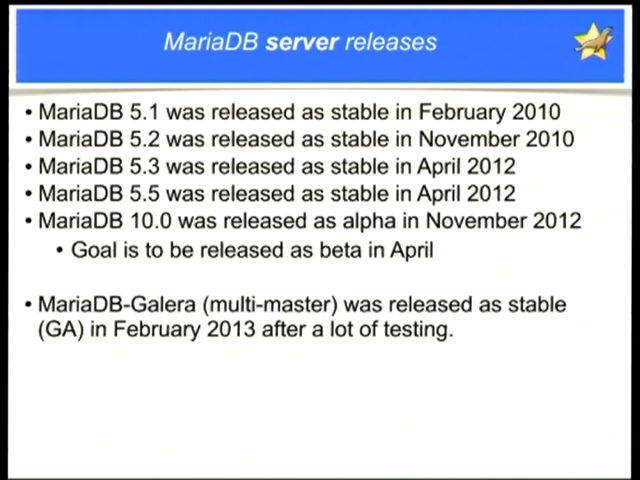 MariaDB server releases
• MariaDB 5.1 was released as stable in February 2010
• MariaDB 5.2 was released as stable in November 2010
• MariaDB 5.3 was released as stable in April 2012
• MariaDB 5.5 was released as stable in April 2012
• MariaDB 10.0 was released as alpha in November 2012
• Goal is to be released as beta in April
• MariaDB-Galera (multi-master) was released as stable
(GA) in February 2013 after a lot of testing.